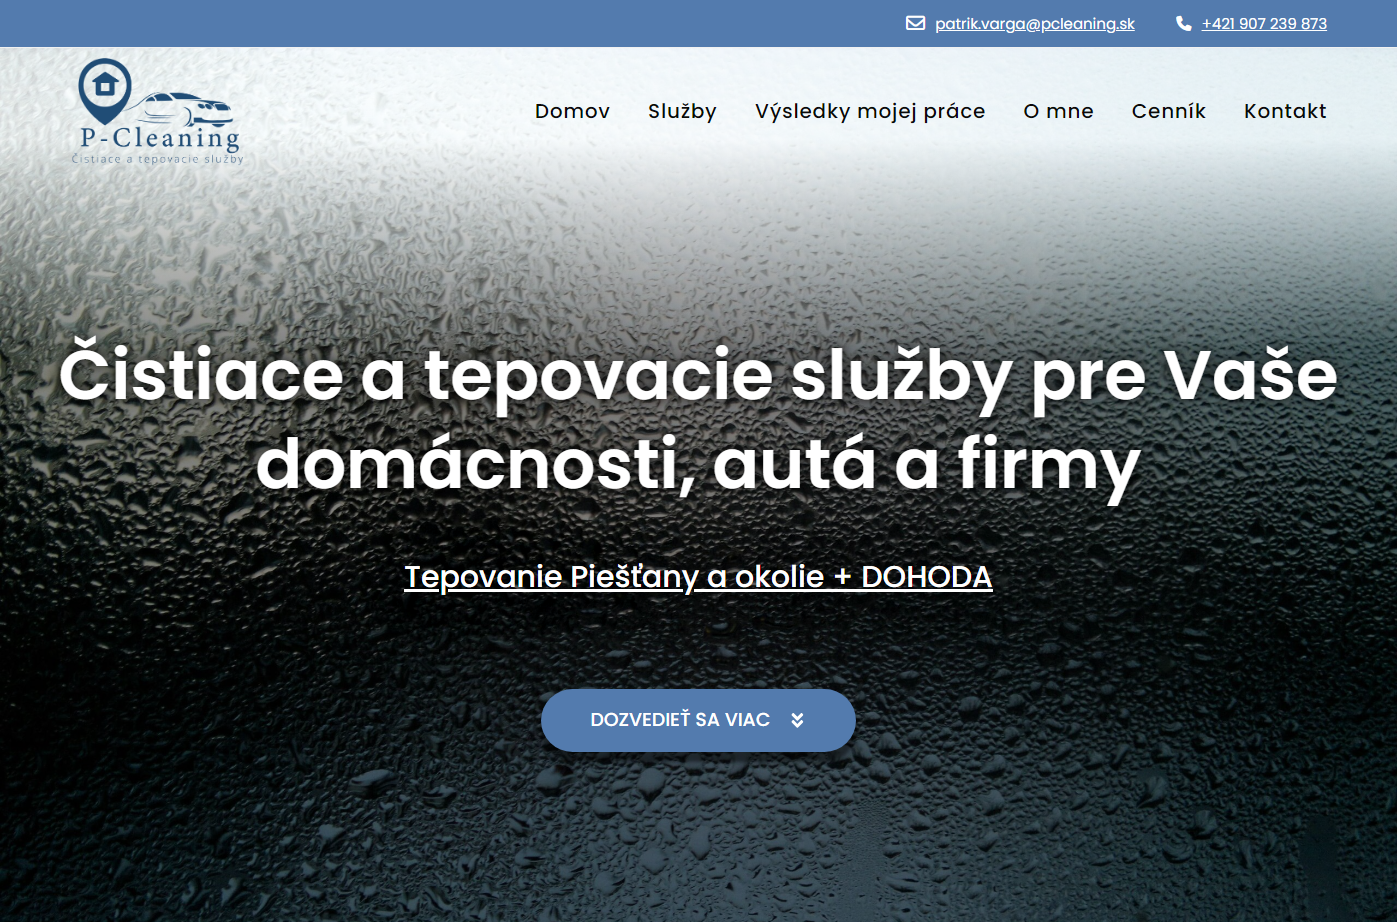 patrik.varga@pcleaning.sk +421 907 239 873
P-Cleaning
Čistiace a tepovacie služby
Domov Služby Výsledky mojej práce O mne Cenník Kontakt
Čistiace a tepovacie služby pre Vaše
domácnosti, autá a firmy
Tepovanie Piešťany a okolie + DOHODA
DOZVEDIEŤ SA VIAC